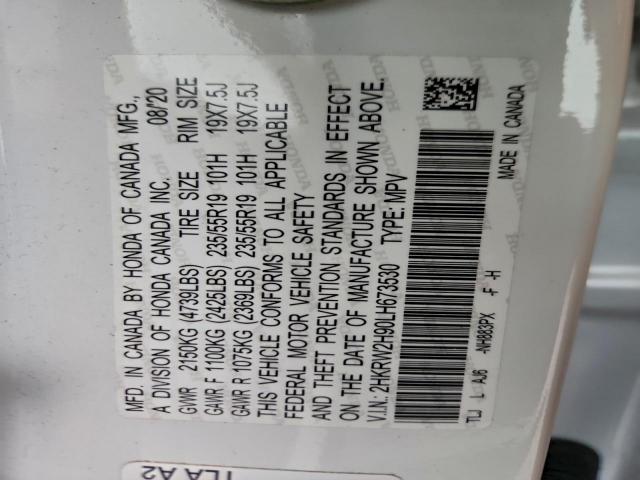 MFD. IN CANADA BY HONDA OF CANADA MFG.,
A DIVISION OF HONDA CANADA INC. 08/20
GVWR 2150KG (4739LBS) TIRE SIZE RIM SIZE
GAWR F 1100KG (2425LBS) 235/55R19 101H 19X7.5J
GAWR R 1075KG (2369LBS) 235/55R19 101H 19X7.5J
THIS VEHICLE CONFORMS TO ALL APPLICABLE
FEDERAL MOTOR VEHICLE SAFETY
AND THEFT PREVENTION STANDARDS IN EFFECT
ON THE DATE OF MANUFACTURE SHOWN ABOVE.
V.I.N.: 2HKRW2H90LH673530 TYPE: MPV
TLJ L AJ6 -NH883PX -F -H
MADE IN CANADA
TLA A2